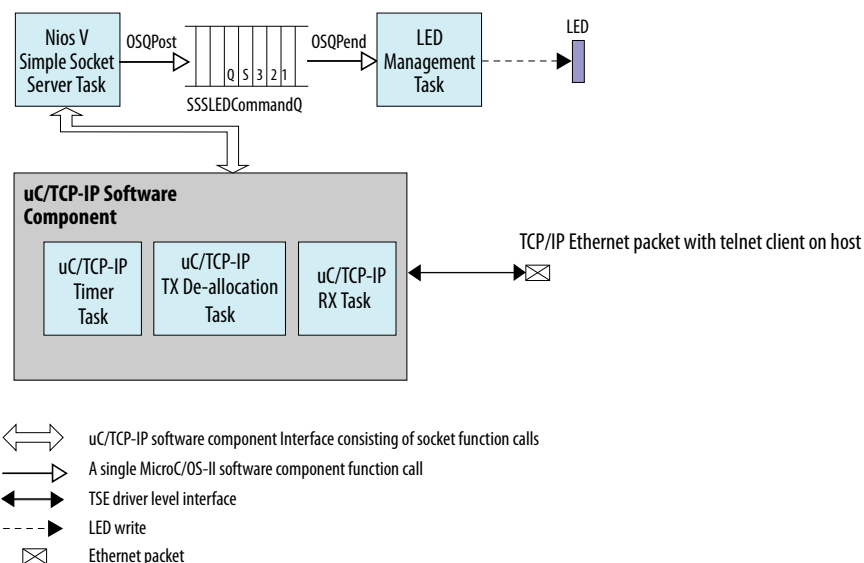 Nios V
Simple Socket
Server Task
OSQPost
Q S 3 2 1
SSSLEDCommandQ
OSQPend
LED
Management
Task
LED
uC/TCP-IP Software
Component
uC/TCP-IP
Timer
Task
uC/TCP-IP
TX De-allocation
Task
uC/TCP-IP
RX Task
TCP/IP Ethernet packet with telnet client on host
uC/TCP-IP software component Interface consisting of socket function calls
A single MicroC/OS-II software component function call
TSE driver level interface
LED write
Ethernet packet